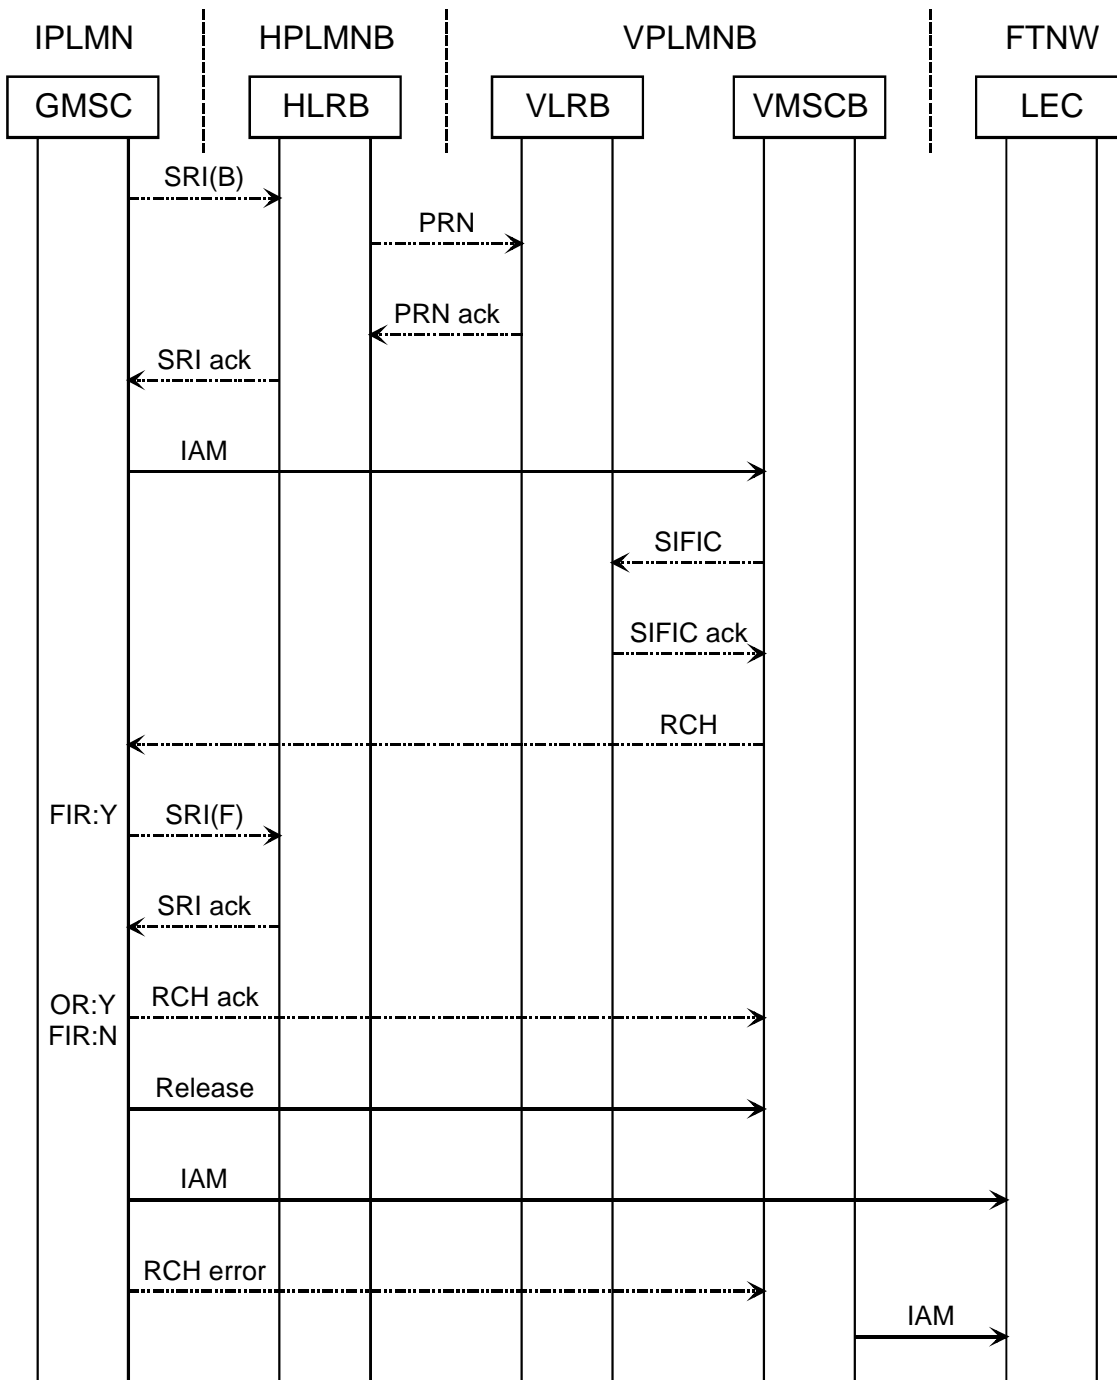 IPLMN HPLMNB VPLMNB FTNW
GMSC HLRB VLRB VMSCB LEC
SRI(B)
PRN
PRN ack
SRI ack
IAM
SIFIC
SIFIC ack
RCH
FIR:Y SRI(F)
SRI ack
OR:Y RCH ack
FIR:N
Release
IAM
RCH error
IAM